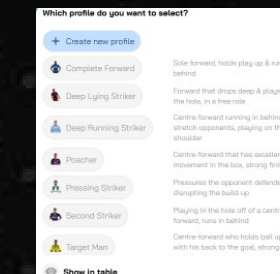 Which profile do you want to select?
+ Create new profile
Complete Forward
Sole forward, holds play up & run
behind
Deep Lying Striker
Forward that drops deep & plays
the hole, in a free role
Deep Running Striker
Centre-forward running in behind
stretch opponents, playing on th
shoulder
Poacher
Centre-forward that has exceller
movement in the box, strong fini
Pressing Striker
Pressures the opponent defende
disrupting the build-up
Second Striker
Playing in the hole off of a centr
forward, runs in behind
Target Man
Centre-forward who holds ball up
with his back to the goal, strong
Show in table